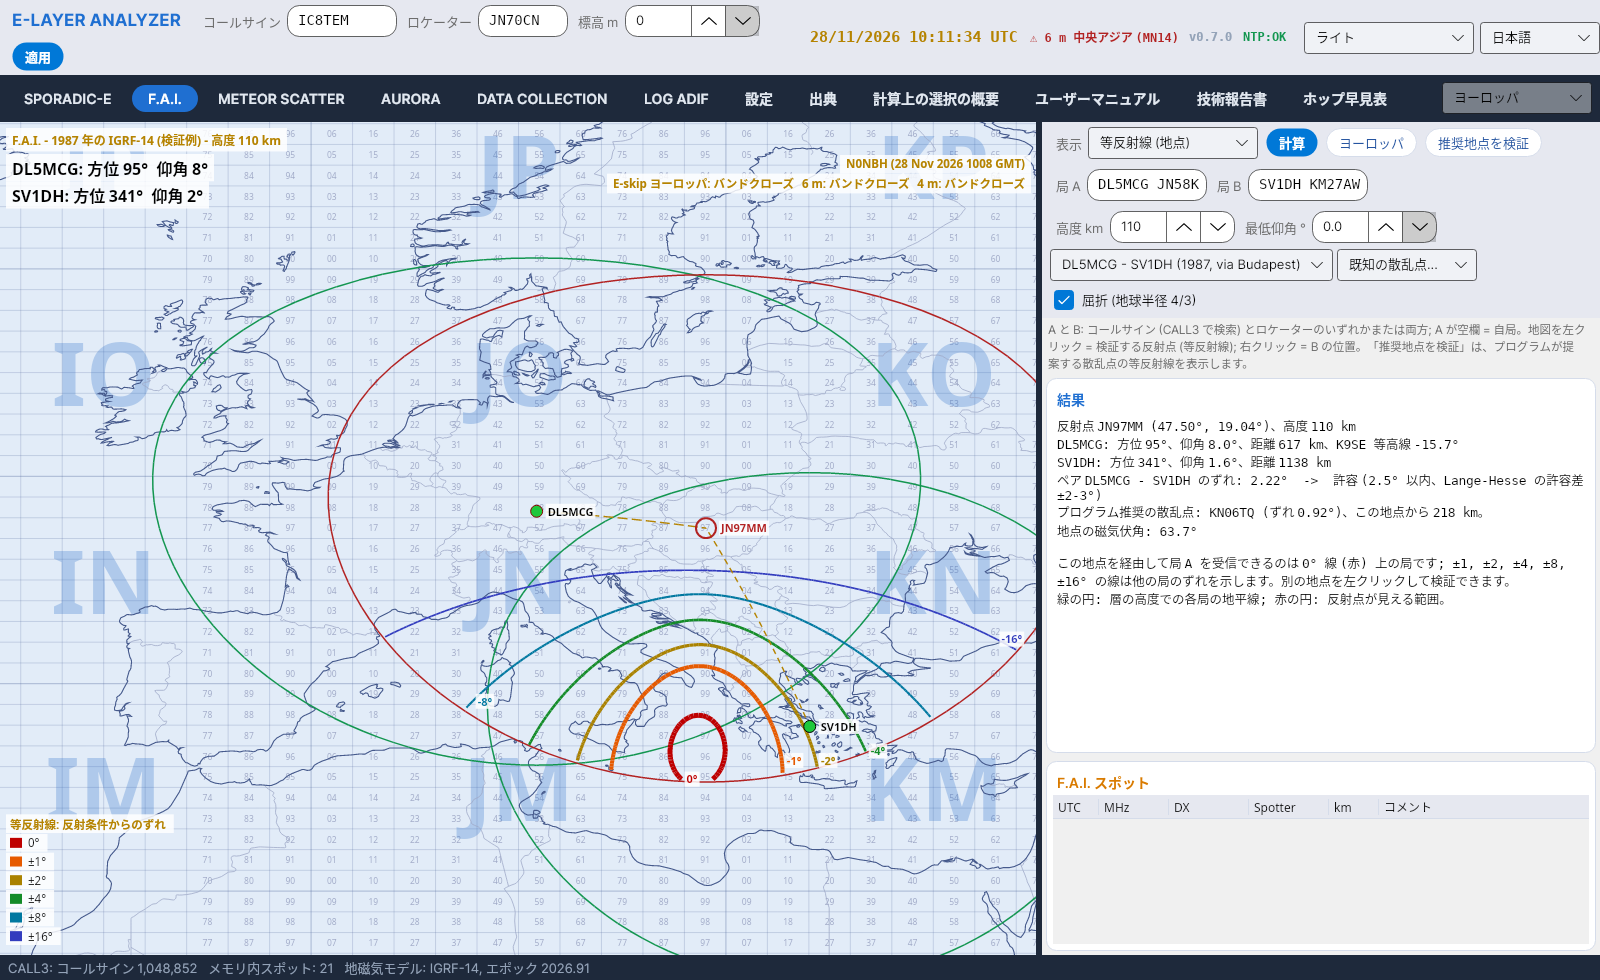 E-LAYER ANALYZER
コールサイン IC8TEM ロケーター JN70CN 標高 m 0
適用
28/11/2026 10:11:34 UTC ⚠ 6 m 中央アジア (MN14) v0.7.0 NTP:OK ライト 日本語
SPORADIC-E F.A.I. METEOR SCATTER AURORA DATA COLLECTION LOG ADIF 設定 出典 計算上の選択の概要 ユーザーマニュアル 技術報告書 ホップ早見表 ヨーロッパ
F.A.I. - 1987 年の IGRF-14 (検証例) - 高度 110 km
DL5MCG: 方位 95° 仰角 8°
SV1DH: 方位 341° 仰角 2°
N0NBH (28 Nov 2026 1008 GMT)
E-skip ヨーロッパ: バンドクローズ 6 m: バンドクローズ 4 m: バンドクローズ
JP KP
IO JO KO
IN JN KN
IM JM KM
DL5MCG
JN97MM
SV1DH
-16°
-8°
-4°
-2°
-1°
0°
等反射線: 反射条件からのずれ
0°
±1°
±2°
±4°
±8°
±16°
表示 等反射線 (地点) 計算 ヨーロッパ 推奨地点を検証
局 A DL5MCG JN58K 局 B SV1DH KM27AW
高度 km 110 最低仰角 ° 0.0
DL5MCG - SV1DH (1987, via Budapest) 既知の散乱点...
屈折 (地球半径 4/3)
A と B: コールサイン (CALL3 で検索) とロケーターのいずれかまたは両方; A が空欄 = 自局。地図を左ク
リック = 検証する反射点 (等反射線); 右クリック = B の位置。「推奨地点を検証」は、プログラムが提
案する散乱点の等反射線を表示します。
結果
反射点 JN97MM (47.50°, 19.04°)、高度 110 km
DL5MCG: 方位 95°、仰角 8.0°、距離 617 km、K9SE 等高線 -15.7°
SV1DH: 方位 341°、仰角 1.6°、距離 1138 km
ペア DL5MCG - SV1DH のずれ: 2.22° -> 許容 (2.5° 以内、Lange-Hesse の許容差
±2-3°)
プログラム推奨の散乱点: KN06TQ (ずれ 0.92°)、この地点から 218 km。
地点の磁気伏角: 63.7°
この地点を経由して局 A を受信できるのは 0° 線 (赤) 上の局です; ±1, ±2, ±4, ±8,
±16° の線は他の局のずれを示します。別の地点を左クリックして検証できます。
緑の円: 層の高度での各局の地平線; 赤の円: 反射点が見える範囲。
F.A.I. スポット
UTC MHz DX Spotter km コメント
CALL3: コールサイン 1,048,852 メモリ内スポット: 21 地磁気モデル: IGRF-14, エポック 2026.91